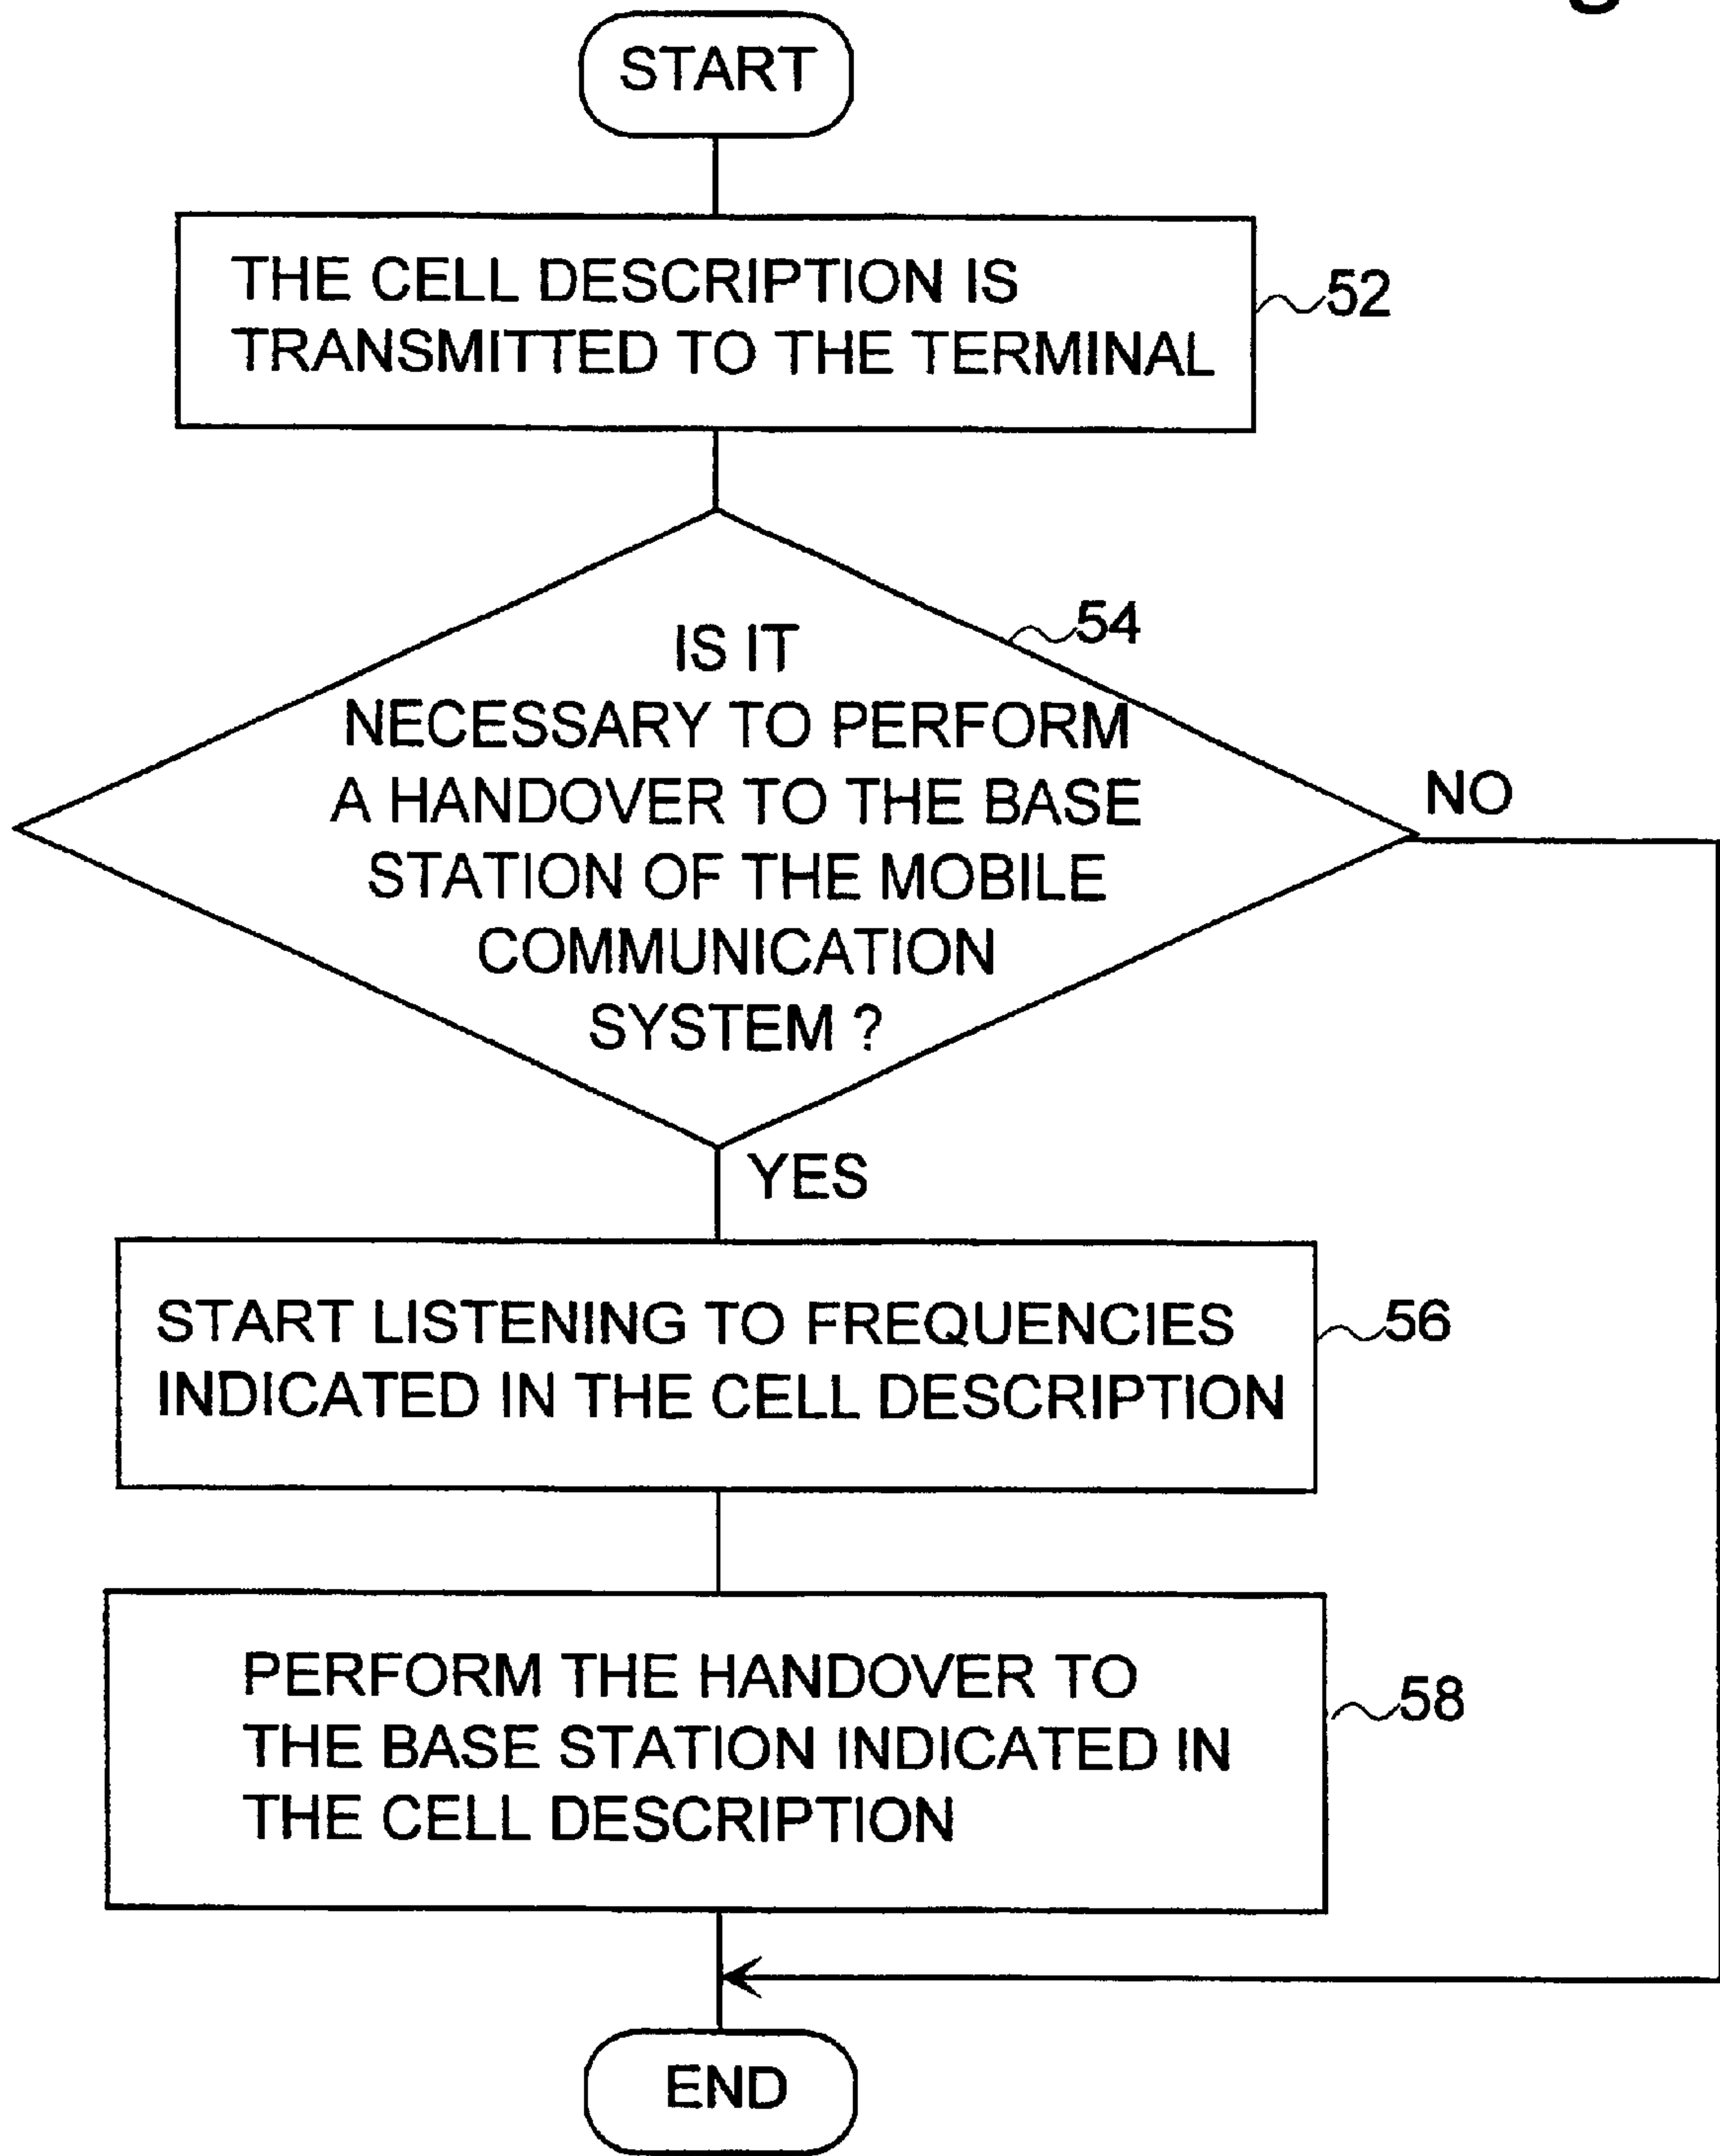 START
THE CELL DESCRIPTION IS
TRANSMITTED TO THE TERMINAL
52
54
IS IT
NECESSARY TO PERFORM
A HANDOVER TO THE BASE
STATION OF THE MOBILE
COMMUNICATION
SYSTEM ?
NO
YES
START LISTENING TO FREQUENCIES
INDICATED IN THE CELL DESCRIPTION
56
PERFORM THE HANDOVER TO
THE BASE STATION INDICATED IN
THE CELL DESCRIPTION
58
END